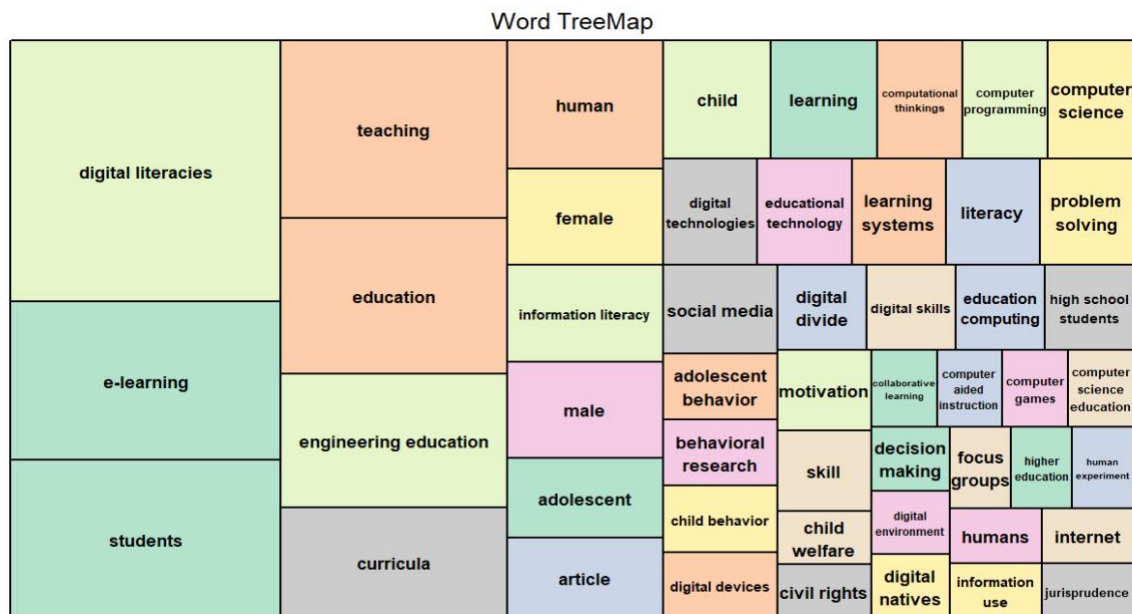 Word TreeMap
digital literacies
e-learning
students
teaching
education
engineering education
curricula
human
female
information literacy
male
adolescent
article
child
learning
computational
thinkings
computer
programming
computer
science
digital
technologies
educational
technology
learning
systems
literacy
problem
solving
social media
digital
divide
digital skills
education
computing
high school
students
adolescent
behavior
behavioral
research
child behavior
digital devices
motivation
skill
child
welfare
civil rights
collaborative
learning
computer
aided
instruction
computer
games
computer
science
education
decision
making
focus
groups
higher
education
human
experiment
digital
environment
humans
internet
digital
natives
information
use
jurisprudence